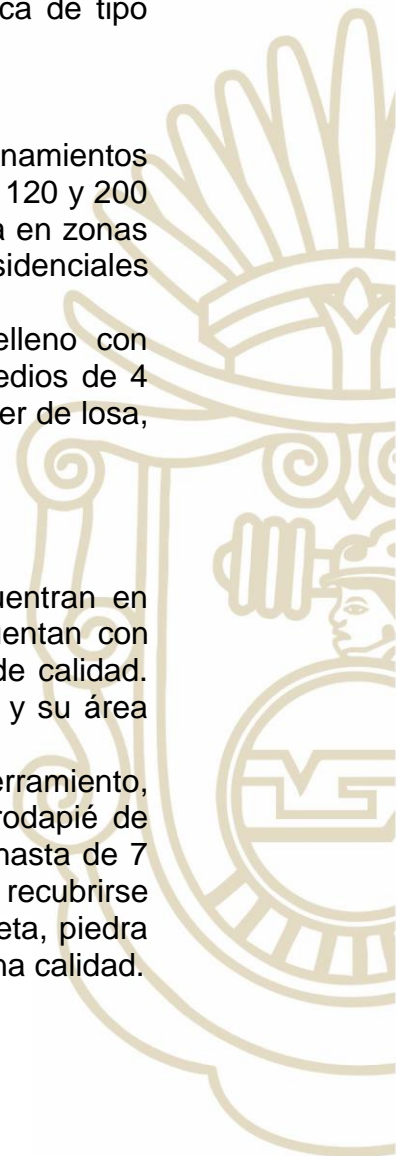 ca de tipo
namientos
120 y 200
a en zonas
sidenciales
elleno con
edios de 4
er de losa,
uentran en
uentan con
de calidad.
y su área
erramiento,
rodapié de
hasta de 7
recubrirse
eta, piedra
na calidad.